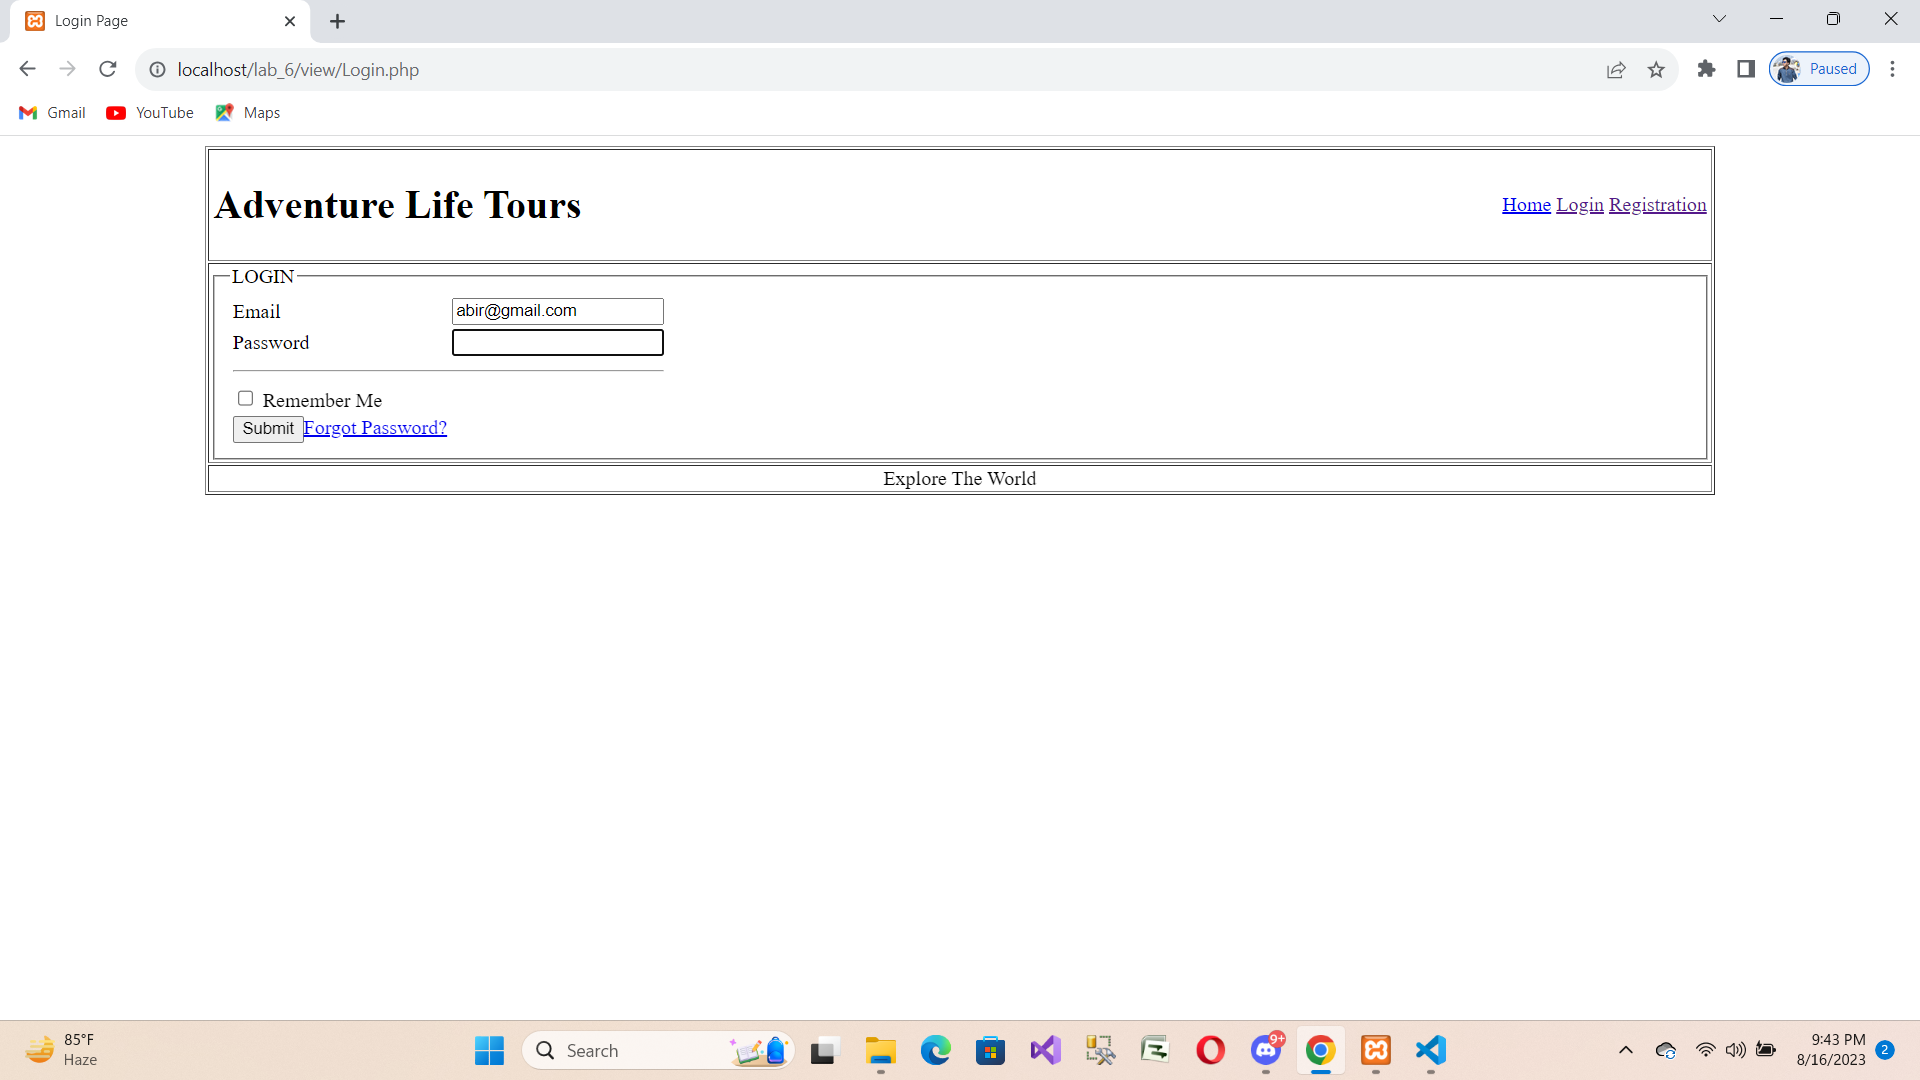 Login Page
localhost/lab_6/view/Login.php
Paused
Gmail YouTube Maps
Adventure Life Tours
Home Login Registration
LOGIN
Email abir@gmail.com
Password
Remember Me
Submit Forgot Password?
Explore The World
85°F
Haze
Search
9+
9:43 PM
8/16/2023
2